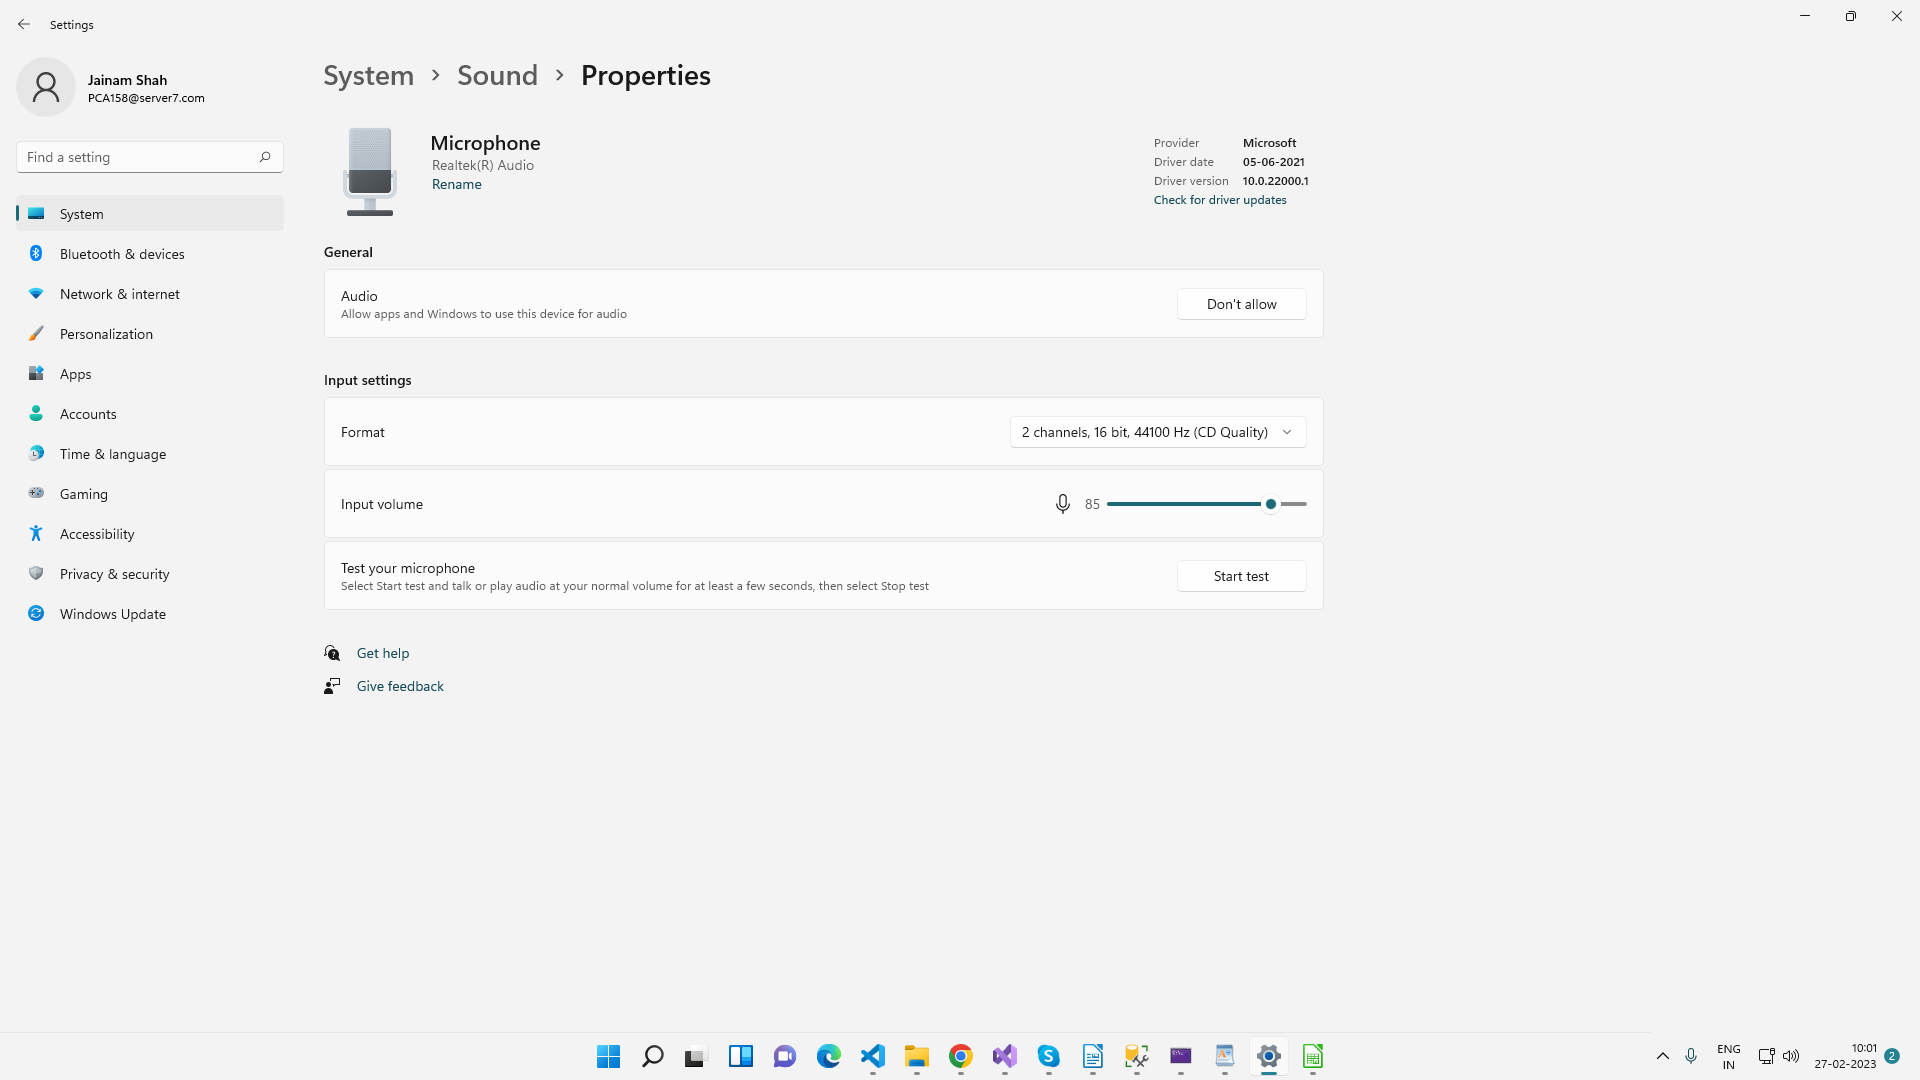 Settings
Jainam Shah
PCA158@server7.com
Find a setting
System
Bluetooth & devices
Network & internet
Personalization
Apps
Accounts
Time & language
Gaming
Accessibility
Privacy & security
Windows Update
System > Sound > Properties
Microphone
Realtek(R) Audio
Rename
Provider Microsoft
Driver date 05-06-2021
Driver version 10.0.22000.1
Check for driver updates
General
Audio
Allow apps and Windows to use this device for audio
Don't allow
Input settings
Format
2 channels, 16 bit, 44100 Hz (CD Quality)
Input volume
85
Test your microphone
Select Start test and talk or play audio at your normal volume for at least a few seconds, then select Stop test
Start test
Get help
Give feedback
ENG
IN
10:01
27-02-2023
2